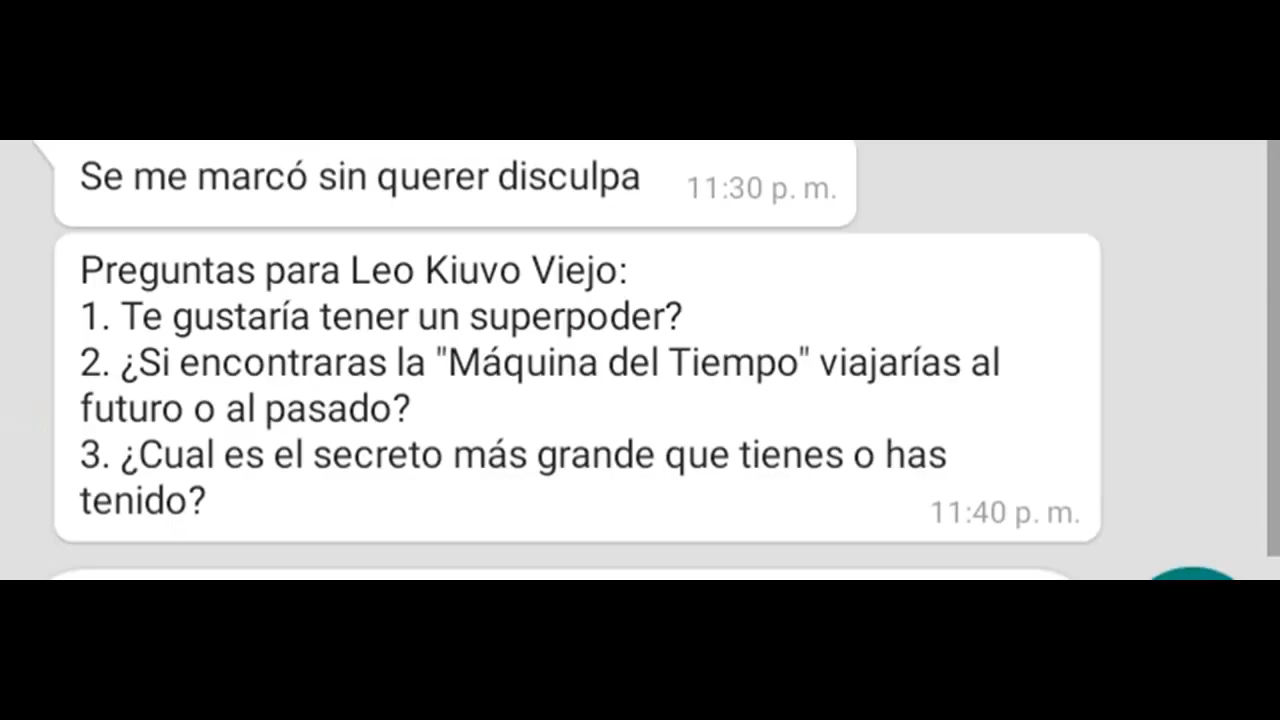 Se me marcó sin querer disculpa 11:30 p. m.
Preguntas para Leo Kiuvo Viejo:
1. Te gustaría tener un superpoder?
2. ¿Si encontraras la "Máquina del Tiempo" viajarías al
futuro o al pasado?
3. ¿Cual es el secreto más grande que tienes o has
tenido? 11:40 p. m.